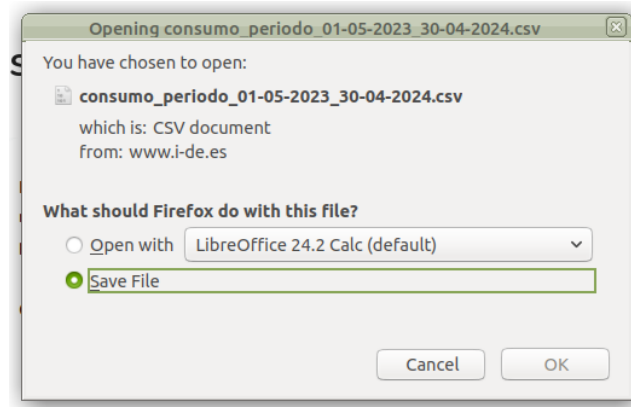 Opening consumo_periodo_01-05-2023_30-04-2024.csv
You have chosen to open:
consumo_periodo_01-05-2023_30-04-2024.csv
which is: CSV document
from: www.i-de.es
What should Firefox do with this file?
Open with LibreOffice 24.2 Calc (default)
Save File
Cancel OK